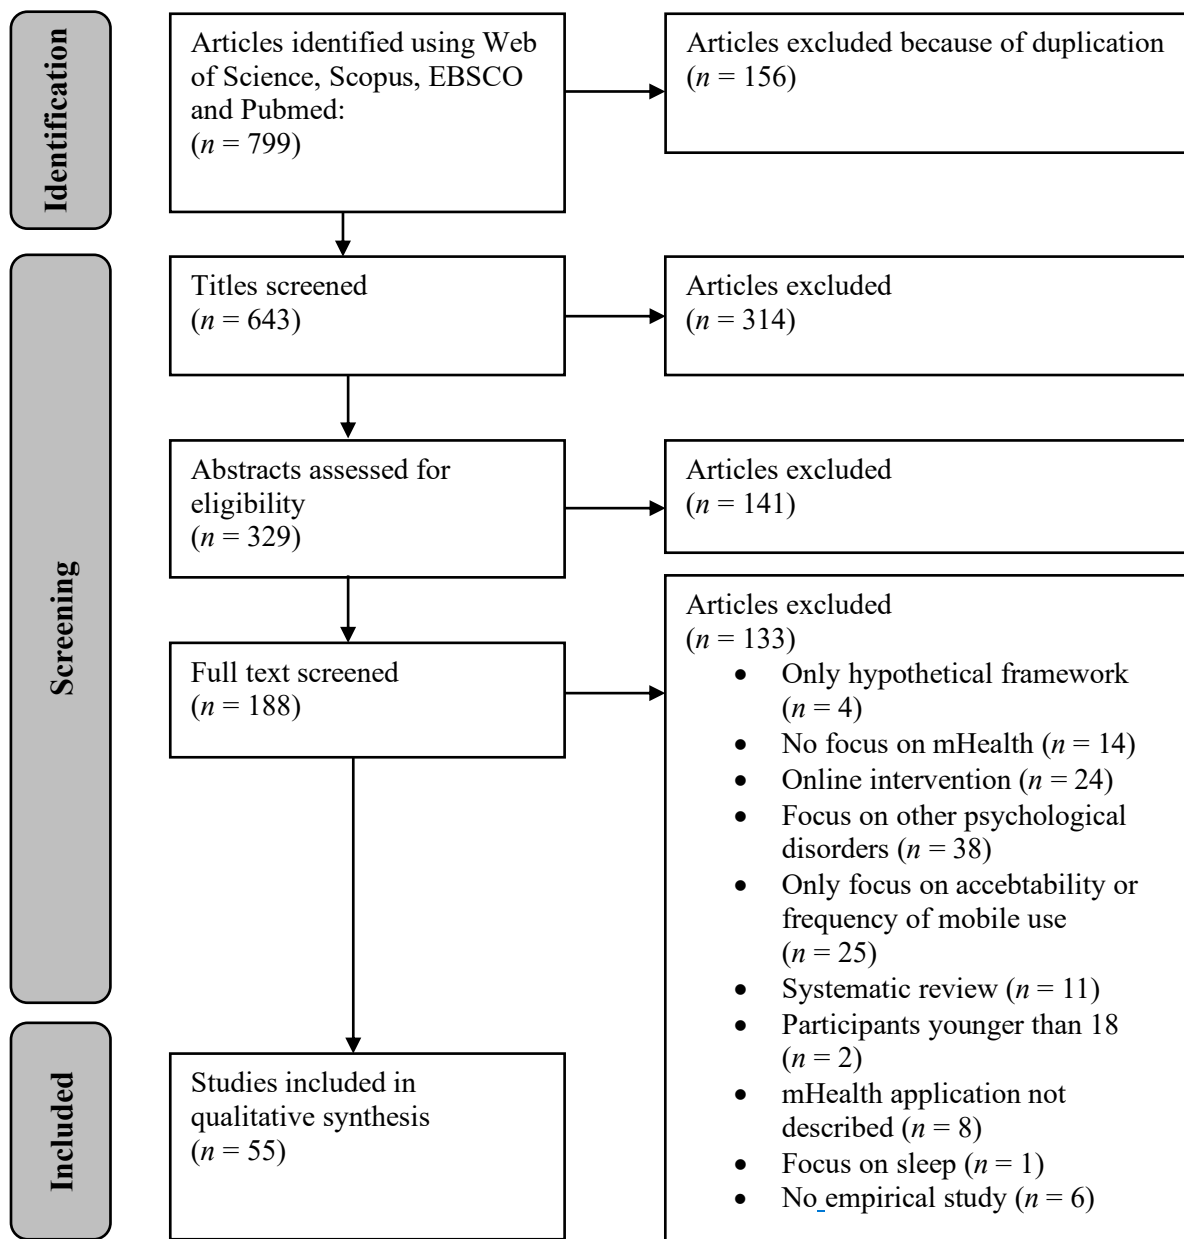 Identification
Articles identified using Web
of Science, Scopus, EBSCO
and Pubmed:
(n = 799)
Articles excluded because of duplication
(n = 156)
Screening
Titles screened
(n = 643)
Articles excluded
(n = 314)
Abstracts assessed for
eligibility
(n = 329)
Articles excluded
(n = 141)
Full text screened
(n = 188)
Articles excluded
(n = 133)
• Only hypothetical framework
(n = 4)
• No focus on mHealth (n = 14)
• Online intervention (n = 24)
• Focus on other psychological
disorders (n = 38)
• Only focus on accebtability or
frequency of mobile use
(n = 25)
• Systematic review (n = 11)
• Participants younger than 18
(n = 2)
• mHealth application not
described (n = 8)
• Focus on sleep (n = 1)
• No empirical study (n = 6)
Included
Studies included in
qualitative synthesis
(n = 55)